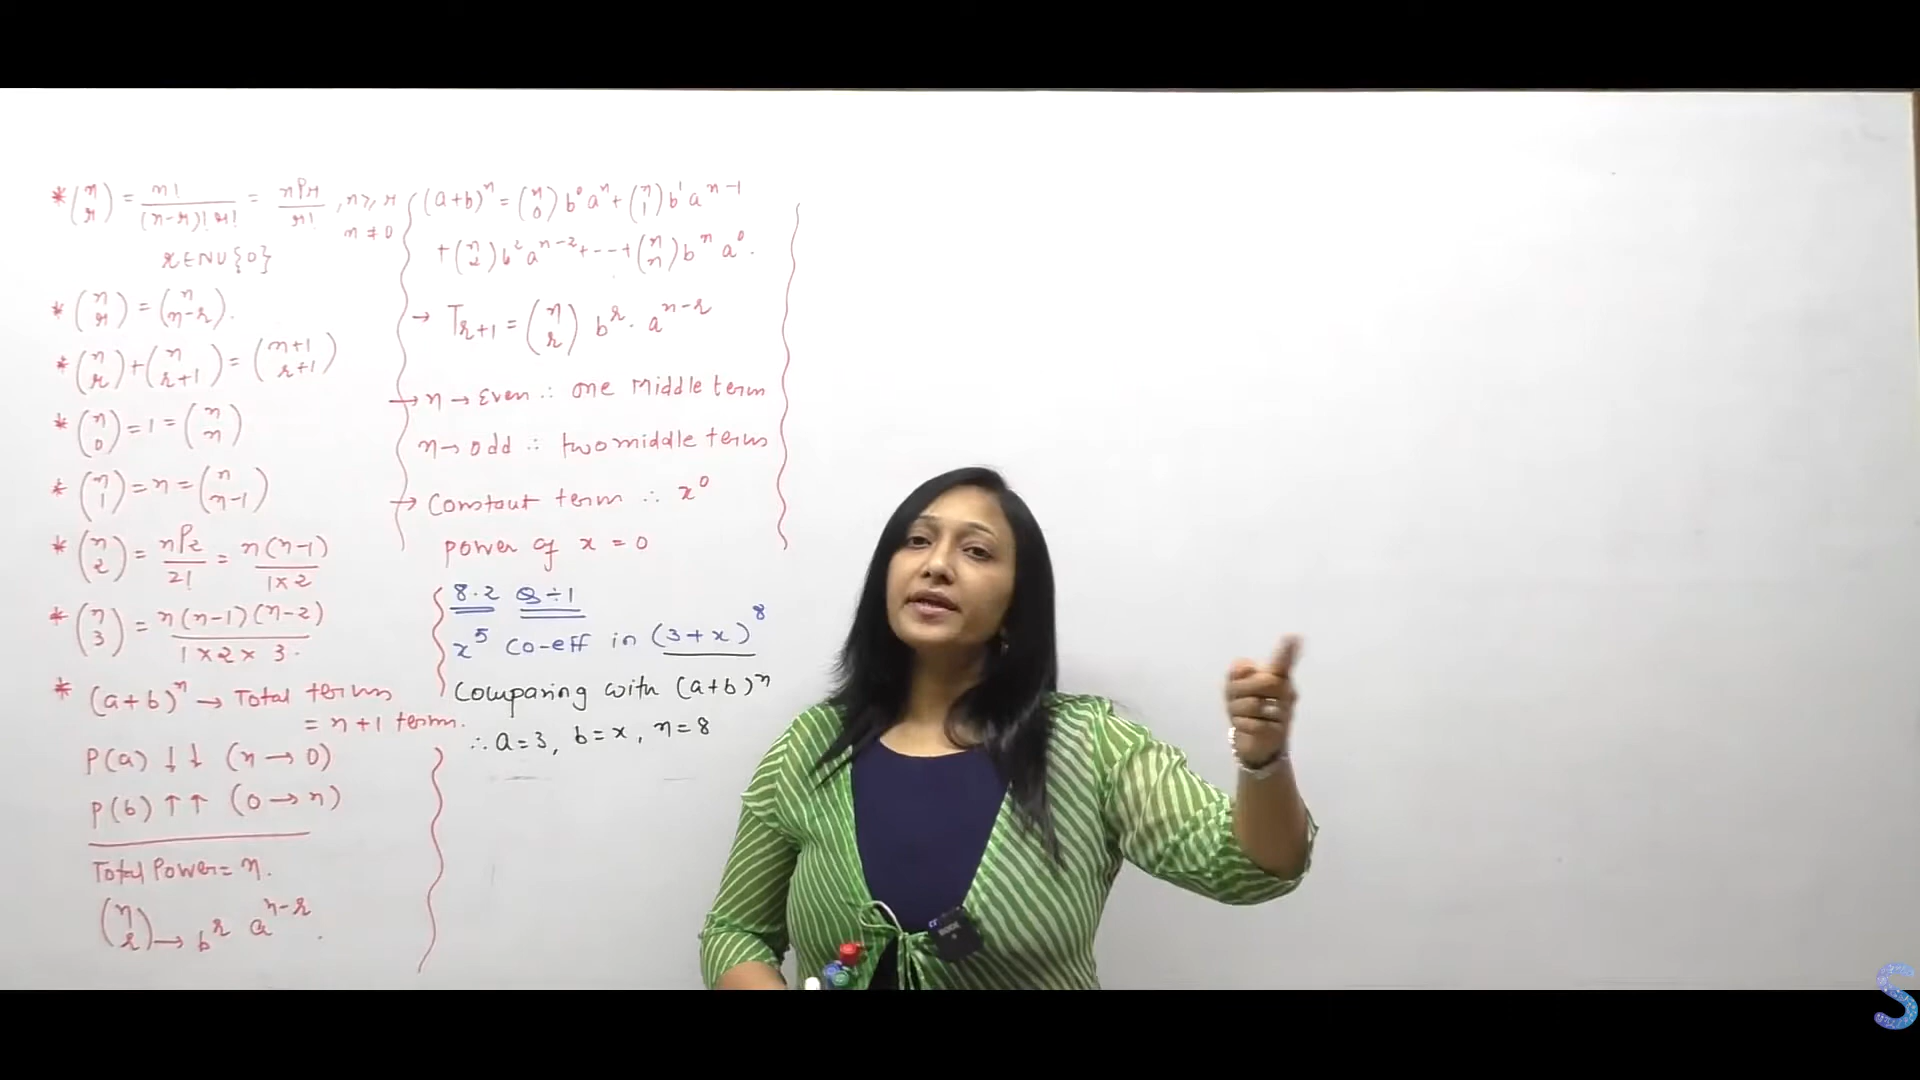 * (n r) = n! / (n-r)! r! = nPr / r! , n ≥ r
n ≠ 0
r ∈ N ∪ {0}
* (n r) = (n n-r).
* (n r) + (n r+1) = (n+1 r+1)
* (n 0) = 1 = (n n)
* (n 1) = n = (n n-1)
* (n 2) = nP2 / 2! = n(n-1) / 1×2
* (n 3) = n(n-1)(n-2) / 1×2×3.
* (a+b)^n → Total terms
= n+1 term.
P(a) ↓↓ (n → 0)
P(b) ↑↑ (0 → n)
Total Power = n.
(n r) → b^r a^n-r.
(a+b)^n = (n 0) b^0 a^n + (n 1) b^1 a^n-1
+ (n 2) b^2 a^n-2 + --- + (n n) b^n a^0.
→ T r+1 = (n r) b^r . a^n-r
→ n → Even ∴ one Middle term
n → odd ∴ two middle term
→ Constant term ∴ x^0
Power of x = 0
8.2 Q÷1
x^5 Co-eff in (3+x)^8
Comparing with (a+b)^n
∴ a=3, b=x, n=8
S